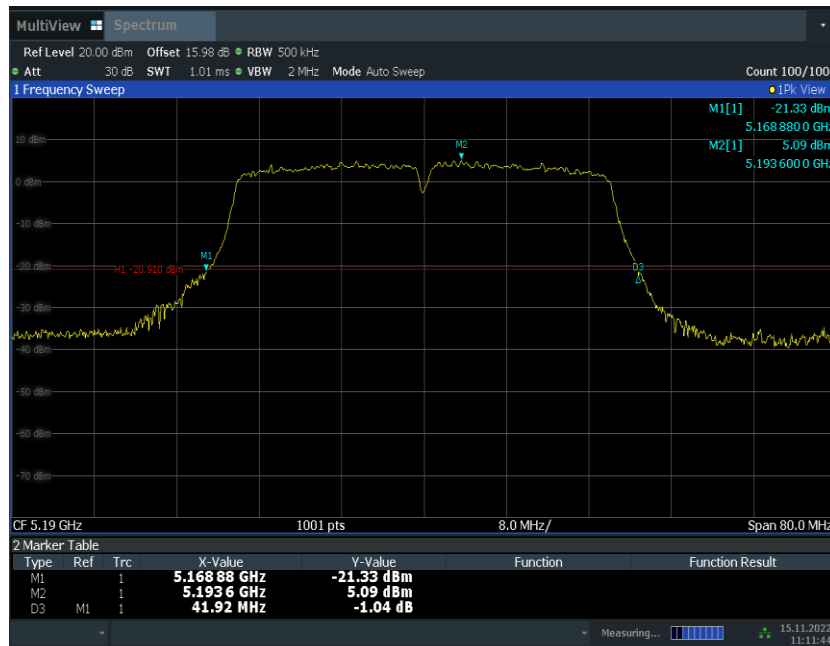 MultiView Spectrum
Ref Level 20.00 dBm Offset 15.98 dB RBW 500 kHz
Att 30 dB SWT 1.01 ms VBW 2 MHz Mode Auto Sweep Count 100/100
1 Frequency Sweep 1Pk View
M1[1] -21.33 dBm
5.168 880 0 GHz
10 dBm M2 M2[1] 5.09 dBm
5.193 600 0 GHz
0 dBm
-10 dBm
M1
-20 dBm H1 -20.910 dBm D3
-30 dBm
-40 dBm
-50 dBm
-60 dBm
-70 dBm
CF 5.19 GHz 1001 pts 8.0 MHz/ Span 80.0 MHz
2 Marker Table
Type Ref Trc X-Value Y-Value Function Function Result
M1 1 5.168 88 GHz -21.33 dBm
M2 1 5.193 6 GHz 5.09 dBm
D3 M1 1 41.92 MHz -1.04 dB
Measuring... 15.11.2022
11:11:44